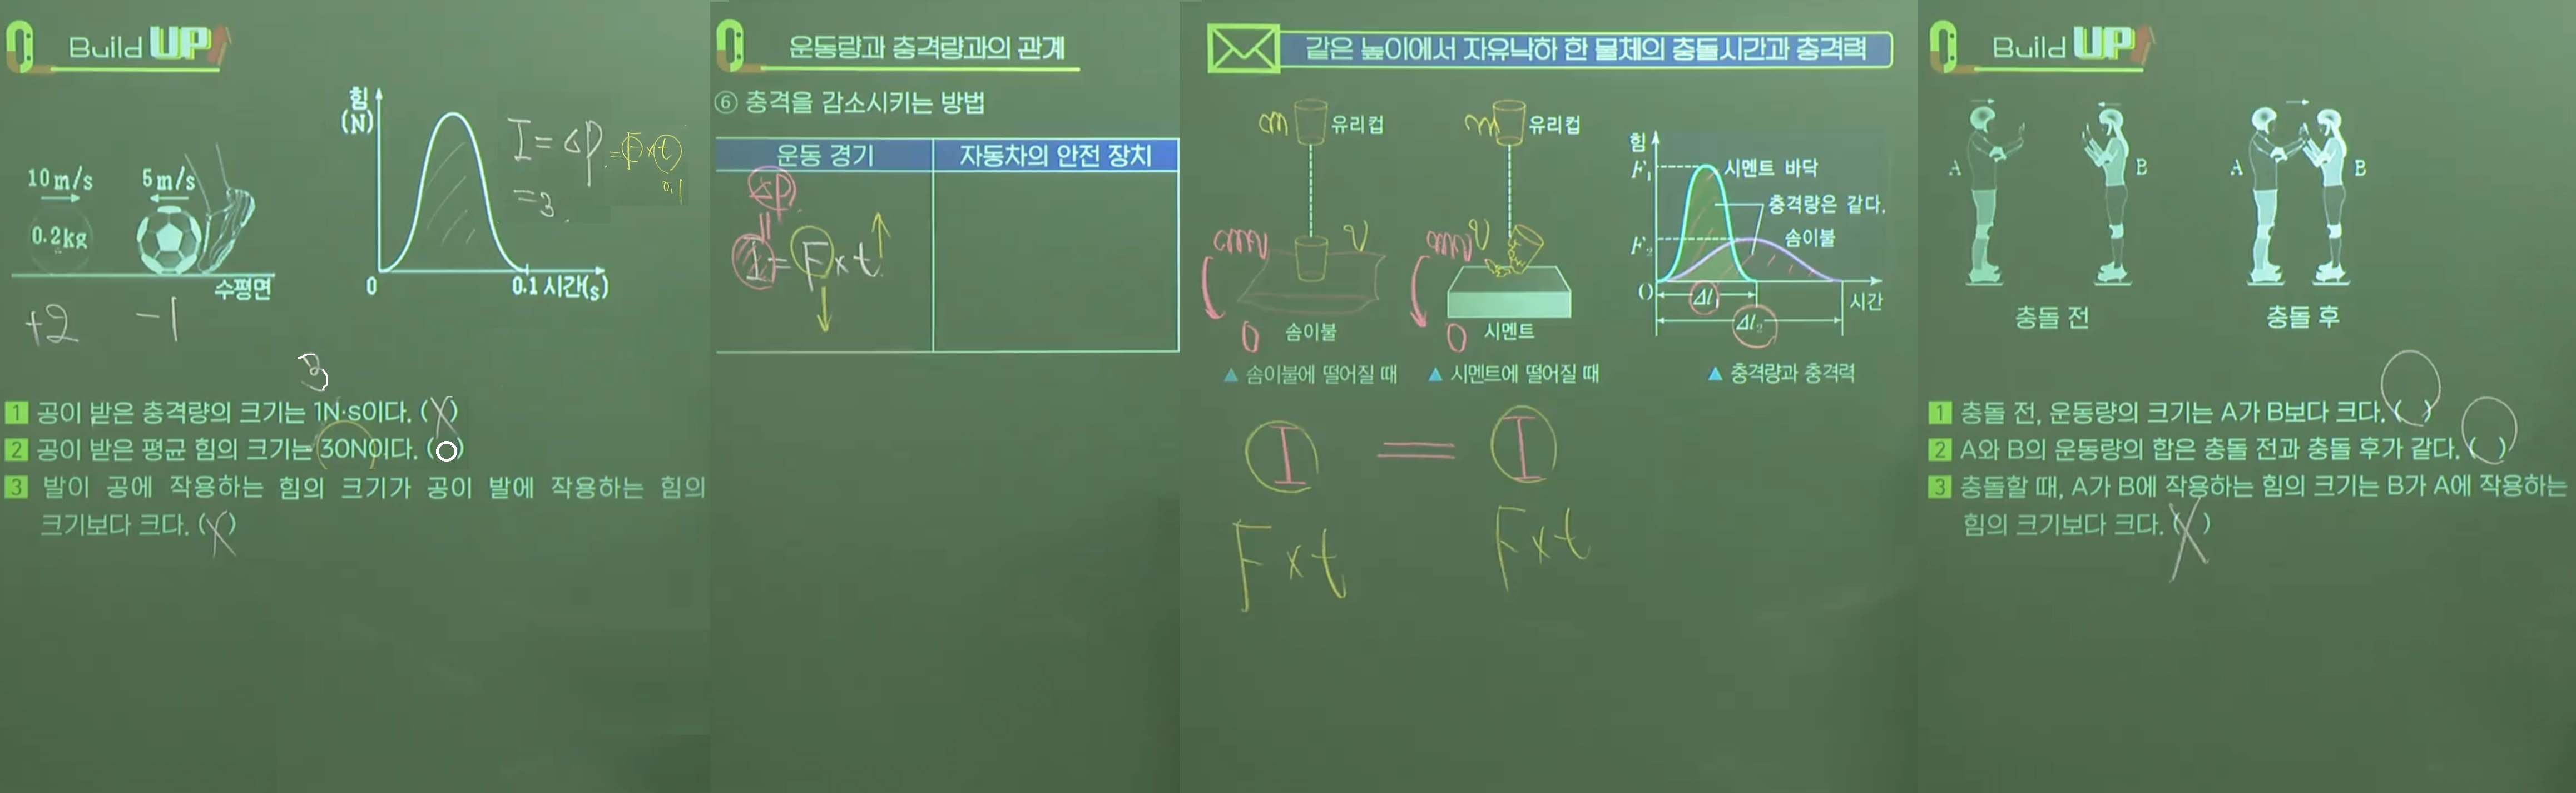 Build UP
힘
(N)
I = ΔP = F×t
= 3
0.1
10 m/s
5 m/s
0.2kg
수평면
0
0.1 시간(s)
+2
-1
3
1 공이 받은 충격량의 크기는 1N·s이다. (X)
2 공이 받은 평균 힘의 크기는 30N이다. (O)
3 발이 공에 작용하는 힘의 크기가 공이 발에 작용하는 힘의
크기보다 크다. (X)
운동량과 충격량과의 관계
⑥ 충격을 감소시키는 방법
운동 경기
자동차의 안전 장치
ΔP
=
I = F × t
같은 높이에서 자유낙하 한 물체의 충돌시간과 충격력
m
유리컵
m
유리컵
mv
v
mv
v
0
솜이불
0
시멘트
▲ 솜이불에 떨어질 때
▲ 시멘트에 떨어질 때
힘
F₁
시멘트 바닥
충격량은 같다.
F₂
솜이불
O
Δt₁
시간
Δt₂
▲ 충격량과 충격력
I = I
F×t
F×t
Build UP
A
B
A
B
충돌 전
충돌 후
1 충돌 전, 운동량의 크기는 A가 B보다 크다. ( )
2 A와 B의 운동량의 합은 충돌 전과 충돌 후가 같다. ( )
3 충돌할 때, A가 B에 작용하는 힘의 크기는 B가 A에 작용하는
힘의 크기보다 크다. (X)